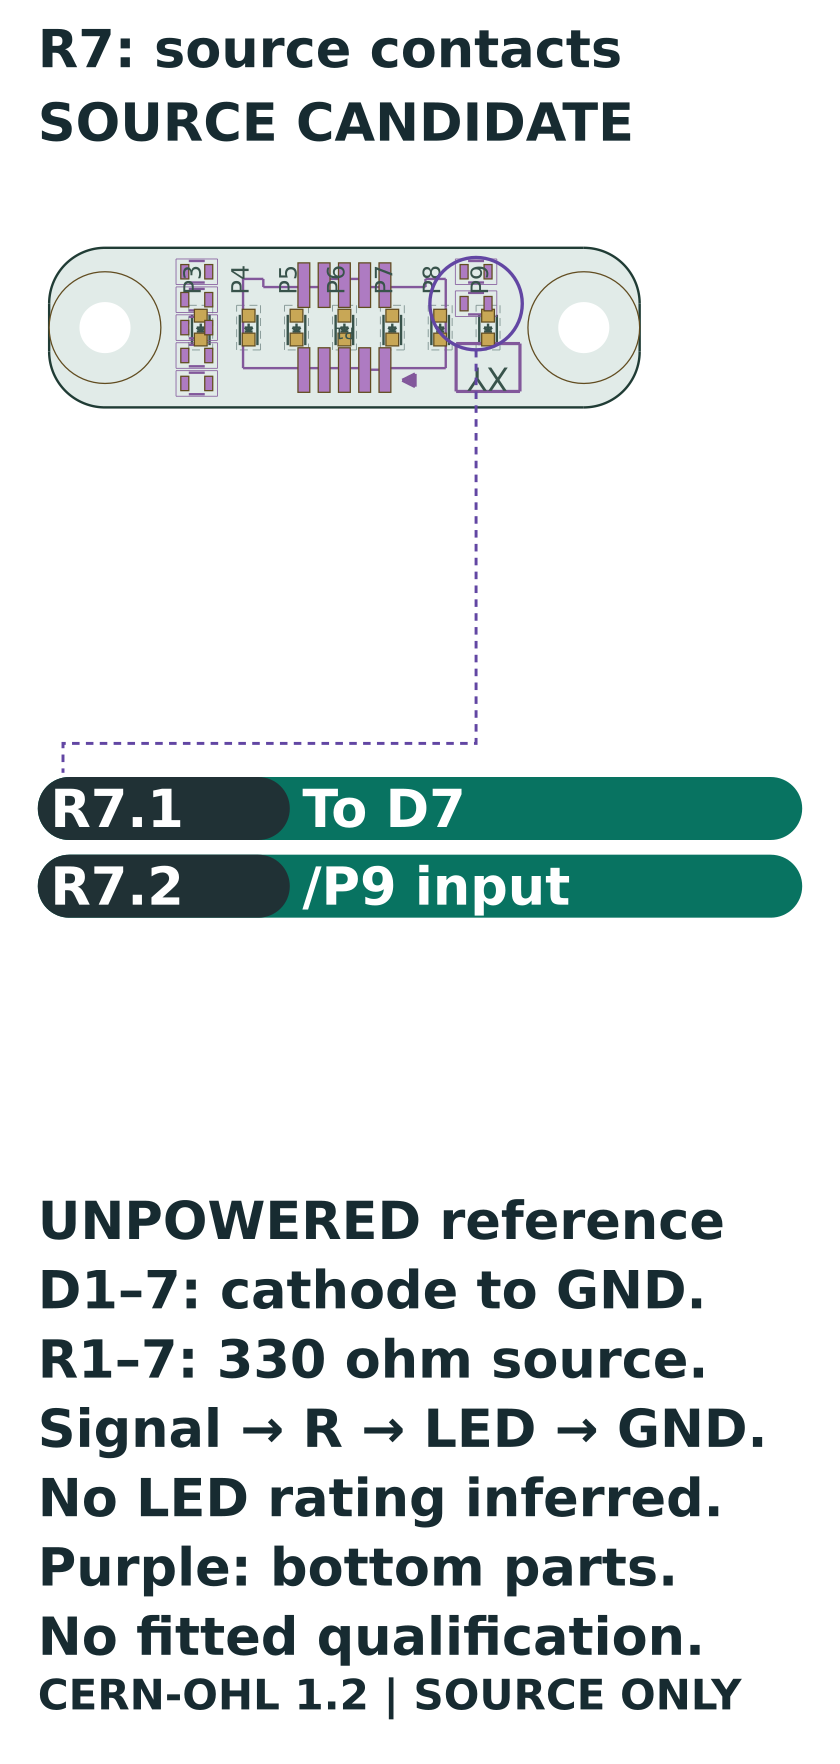 R7: source contacts
SOURCE CANDIDATE
P3 P4 P5 P6 P7 P8 P9
XY
R7.1 To D7
R7.2 /P9 input
UNPOWERED reference
D1–7: cathode to GND.
R1–7: 330 ohm source.
Signal → R → LED → GND.
No LED rating inferred.
Purple: bottom parts.
No fitted qualification.
CERN-OHL 1.2 | SOURCE ONLY